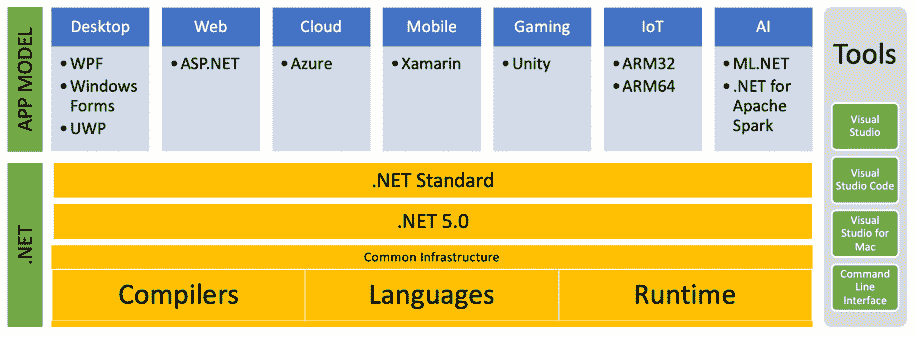 APP MODEL
Desktop
• WPF
• Windows
Forms
• UWP
Web
• ASP.NET
Cloud
• Azure
Mobile
• Xamarin
Gaming
• Unity
IoT
• ARM32
• ARM64
AI
• ML.NET
• .NET for
Apache
Spark
.NET
.NET Standard
.NET 5.0
Common Infrastructure
Compilers
Languages
Runtime
Tools
Visual
Studio
Visual
Studio Code
Visual
Studio for
Mac
Command
Line
Interface